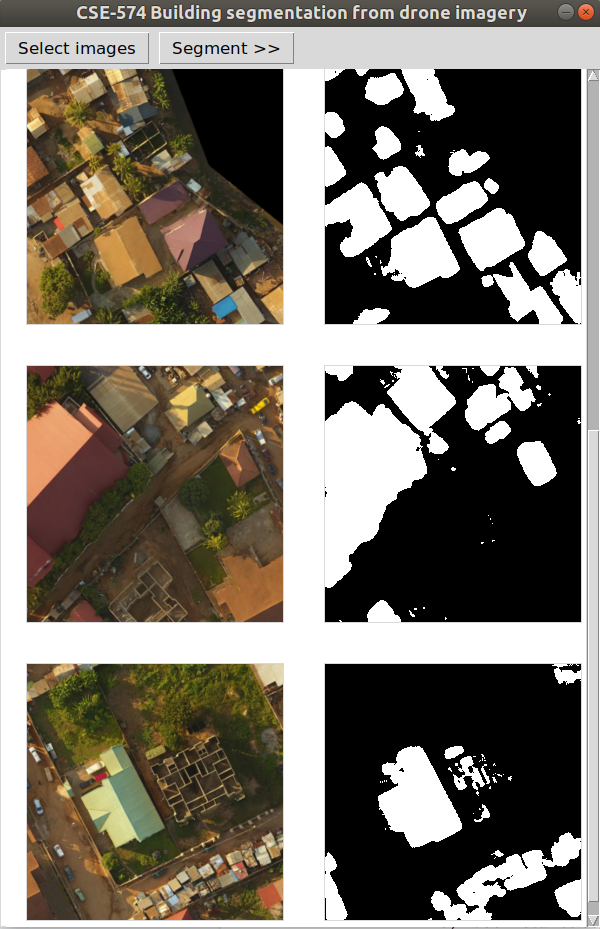 CSE-574 Building segmentation from drone imagery
Select images
Segment >>